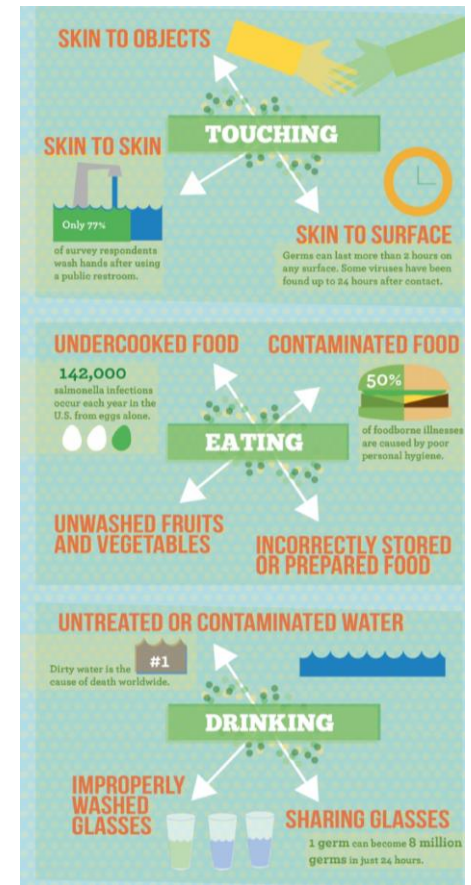 SKIN TO OBJECTS
TOUCHING
SKIN TO SKIN
Only 77%
of survey respondents
wash hands after using
a public restroom.
SKIN TO SURFACE
Germs can last more than 2 hours on
any surface. Some viruses have been
found up to 24 hours after contact.
UNDERCOOKED FOOD
142,000
salmonella infections
occur each year in the
U.S. from eggs alone.
CONTAMINATED FOOD
50%
of foodborne illnesses
are caused by poor
personal hygiene.
EATING
UNWASHED FRUITS
AND VEGETABLES
INCORRECTLY STORED
OR PREPARED FOOD
UNTREATED OR CONTAMINATED WATER
Dirty water is the #1
cause of death worldwide.
DRINKING
IMPROPERLY
WASHED
GLASSES
SHARING GLASSES
1 germ can become 8 million
germs in just 24 hours.